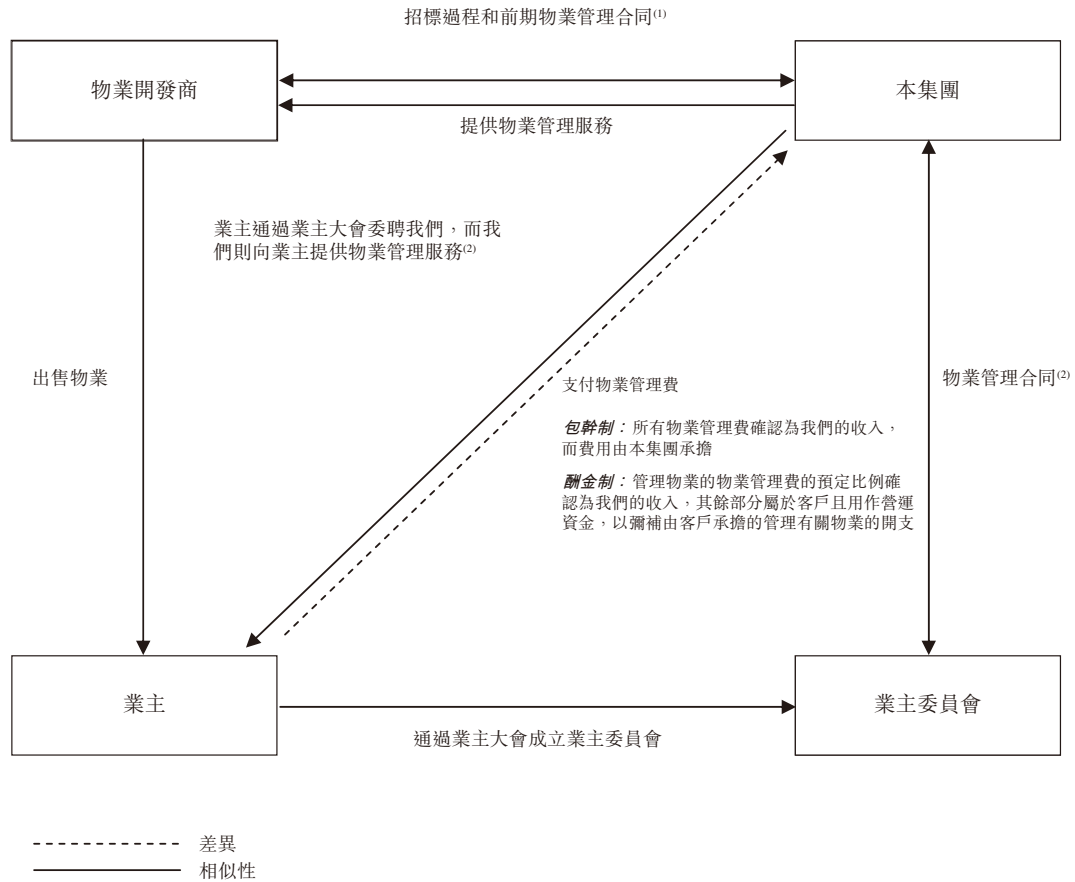 招標過程和前期物業管理合同(1)
物業開發商
本集團
提供物業管理服務
業主通過業主大會委聘我們，而我
們則向業主提供物業管理服務(2)
出售物業
支付物業管理費
物業管理合同(2)
包幹制：所有物業管理費確認為我們的收入，
而費用由本集團承擔
酬金制：管理物業的物業管理費的預定比例確
認為我們的收入，其餘部分屬於客戶且用作營運
資金，以彌補由客戶承擔的管理有關物業的開支
業主
業主委員會
通過業主大會成立業主委員會
差異
相似性